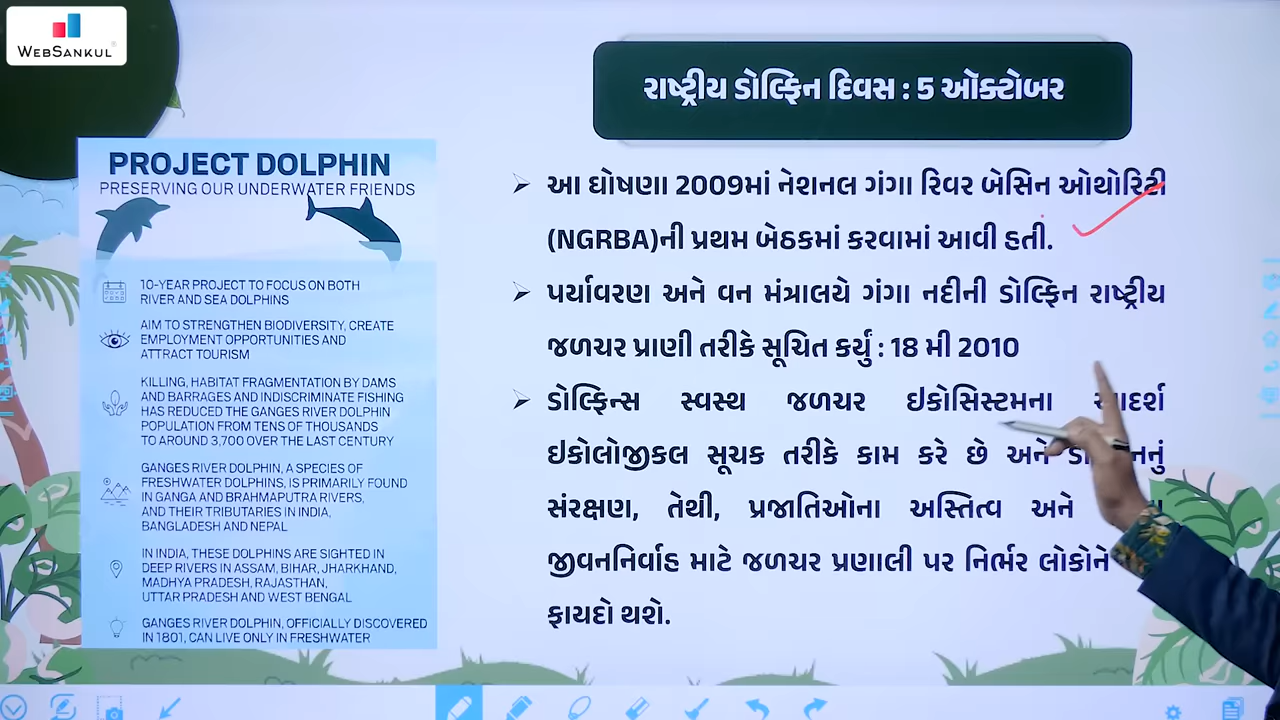 WEBSANKUL
રાષ્ટ્રીય ડોલ્ફિન દિવસ : 5 ઑક્ટોબર
PROJECT DOLPHIN
PRESERVING OUR UNDERWATER FRIENDS
10-YEAR PROJECT TO FOCUS ON BOTH
RIVER AND SEA DOLPHINS
AIM TO STRENGTHEN BIODIVERSITY, CREATE
EMPLOYMENT OPPORTUNITIES AND
ATTRACT TOURISM
KILLING, HABITAT FRAGMENTATION BY DAMS
AND BARRAGES AND INDISCRIMINATE FISHING
HAS REDUCED THE GANGES RIVER DOLPHIN
POPULATION FROM TENS OF THOUSANDS
TO AROUND 3,700 OVER THE LAST CENTURY
GANGES RIVER DOLPHIN, A SPECIES OF
FRESHWATER DOLPHINS, IS PRIMARILY FOUND
IN GANGA AND BRAHMAPUTRA RIVERS,
AND THEIR TRIBUTARIES IN INDIA,
BANGLADESH AND NEPAL
IN INDIA, THESE DOLPHINS ARE SIGHTED IN
DEEP RIVERS IN ASSAM, BIHAR, JHARKHAND,
MADHYA PRADESH, RAJASTHAN,
UTTAR PRADESH AND WEST BENGAL
GANGES RIVER DOLPHIN, OFFICIALLY DISCOVERED
IN 1801, CAN LIVE ONLY IN FRESHWATER
આ ઘોષણા 2009માં નેશનલ ગંગા રિવર બેસિન ઓથોરિટી
(NGRBA)ની પ્રથમ બેઠકમાં કરવામાં આવી હતી.
પર્યાવરણ અને વન મંત્રાલયે ગંગા નદીની ડોલ્ફિન રાષ્ટ્રીય
જળચર પ્રાણી તરીકે સૂચિત કર્યું : 18 મી 2010
ડોલ્ફિન્સ સ્વસ્થ જળચર ઇકોસિસ્ટમના આદર્શ
ઇકોલોજીકલ સૂચક તરીકે કામ કરે છે અને
સંરક્ષણ, તેથી, પ્રજાતિઓના અસ્તિત્વ અને
જીવનનિર્વાહ માટે જળચર પ્રણાલી પર નિર્ભર લોકોને
ફાયદો થશે.